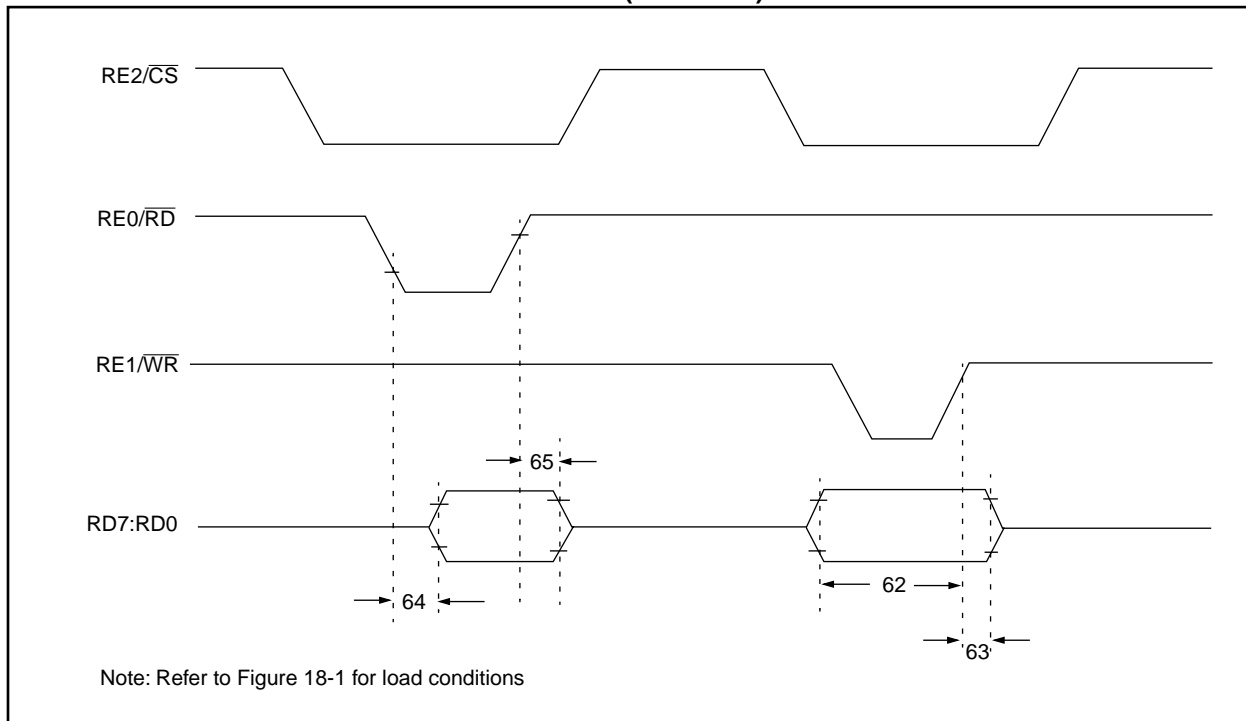 RE2/CS
RE0/RD
RE1/WR
65
RD7:RD0
62
64
63
Note: Refer to Figure 18-1 for load conditions